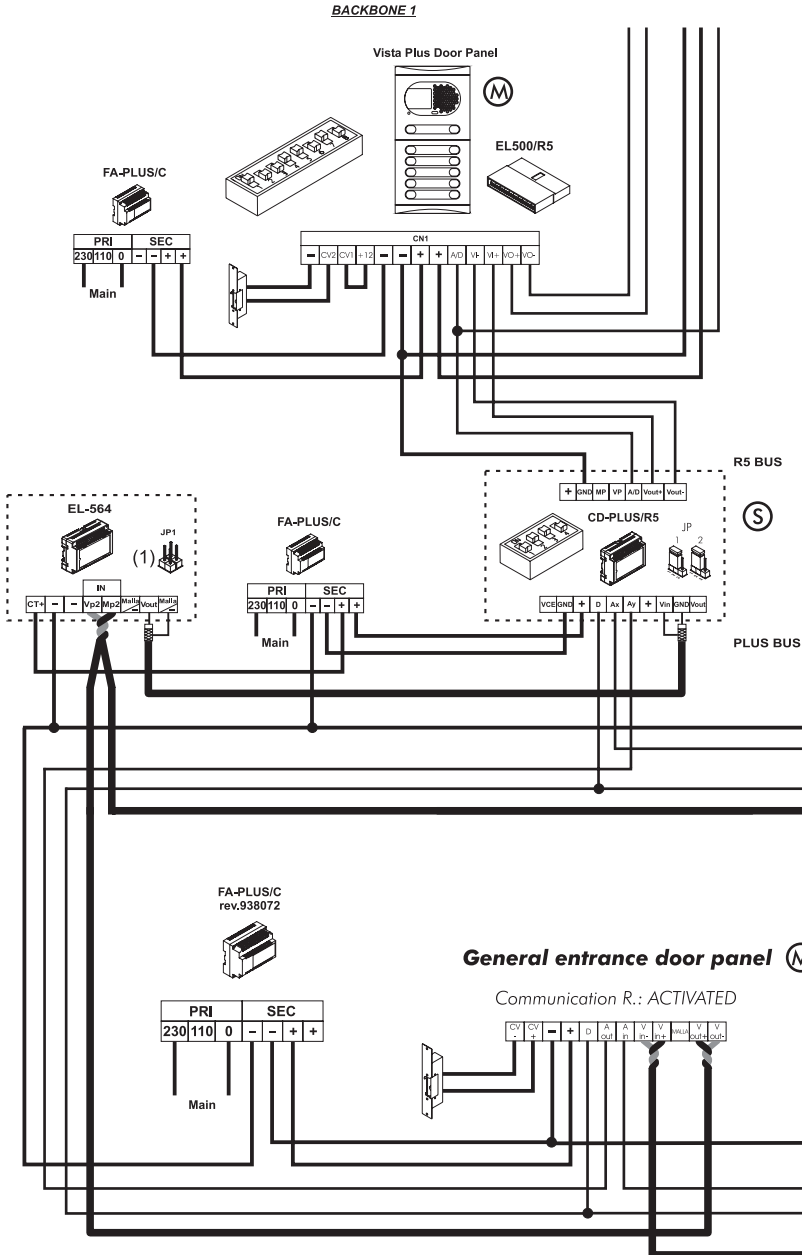 BACKBONE 1
Vista Plus Door Panel
M
EL500/R5
FA-PLUS/C
PRI SEC
230 110 0 – – + +
Main
CN1
– CV2 CV1 +12 – – + + A/D VI- VI+ VO+ VO-
R5 BUS
+ GND MP VP A/D Vout+ Vout-
S
EL-564
JP1
(1)
IN
CT+ – – Vp2 Mp2 Malla Vout Malla
FA-PLUS/C
PRI SEC
230 110 0 – – + +
Main
CD-PLUS/R5
JP
1 2
VCE GND + D Ax Ay + Vin GND Vout
PLUS BUS
FA-PLUS/C
rev.938072
PRI SEC
230 110 0 – – + +
Main
General entrance door panel M
Communication R.: ACTIVATED
CV - CV + – + D A out A in V in- V in+ MALLA V out+ V out-